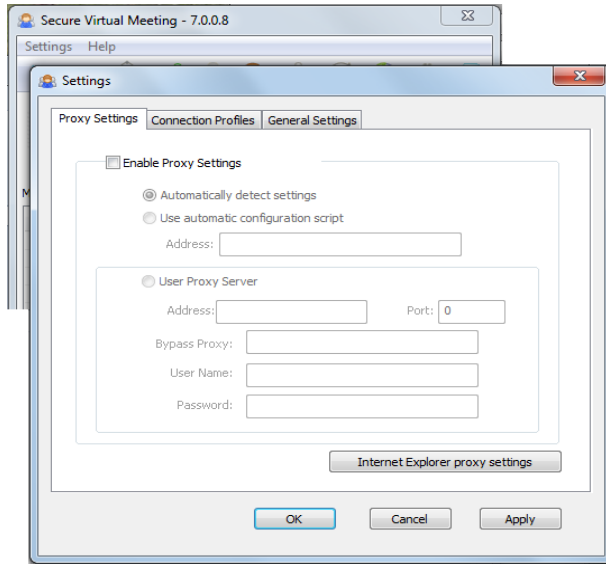 Secure Virtual Meeting - 7.0.0.8
Settings Help
Settings
Proxy Settings Connection Profiles General Settings
Enable Proxy Settings
Automatically detect settings
Use automatic configuration script
Address:
User Proxy Server
Address: Port: 0
Bypass Proxy:
User Name:
Password:
Internet Explorer proxy settings
OK Cancel Apply